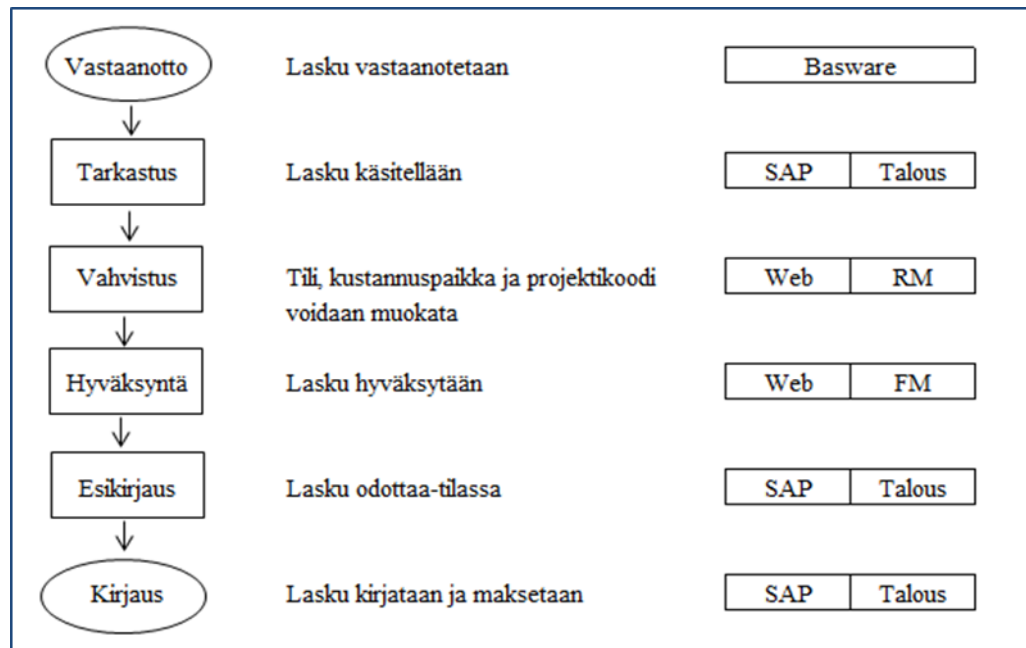 Vastaanotto Lasku vastaanotetaan Basware
Tarkastus Lasku käsitellään SAP Talous
Vahvistus Tili, kustannuspaikka ja projektikoodi Web RM
voidaan muokata
Hyväksyntä Lasku hyväksytään Web FM
Esikirjaus Lasku odottaa-tilassa SAP Talous
Kirjaus Lasku kirjataan ja maksetaan SAP Talous